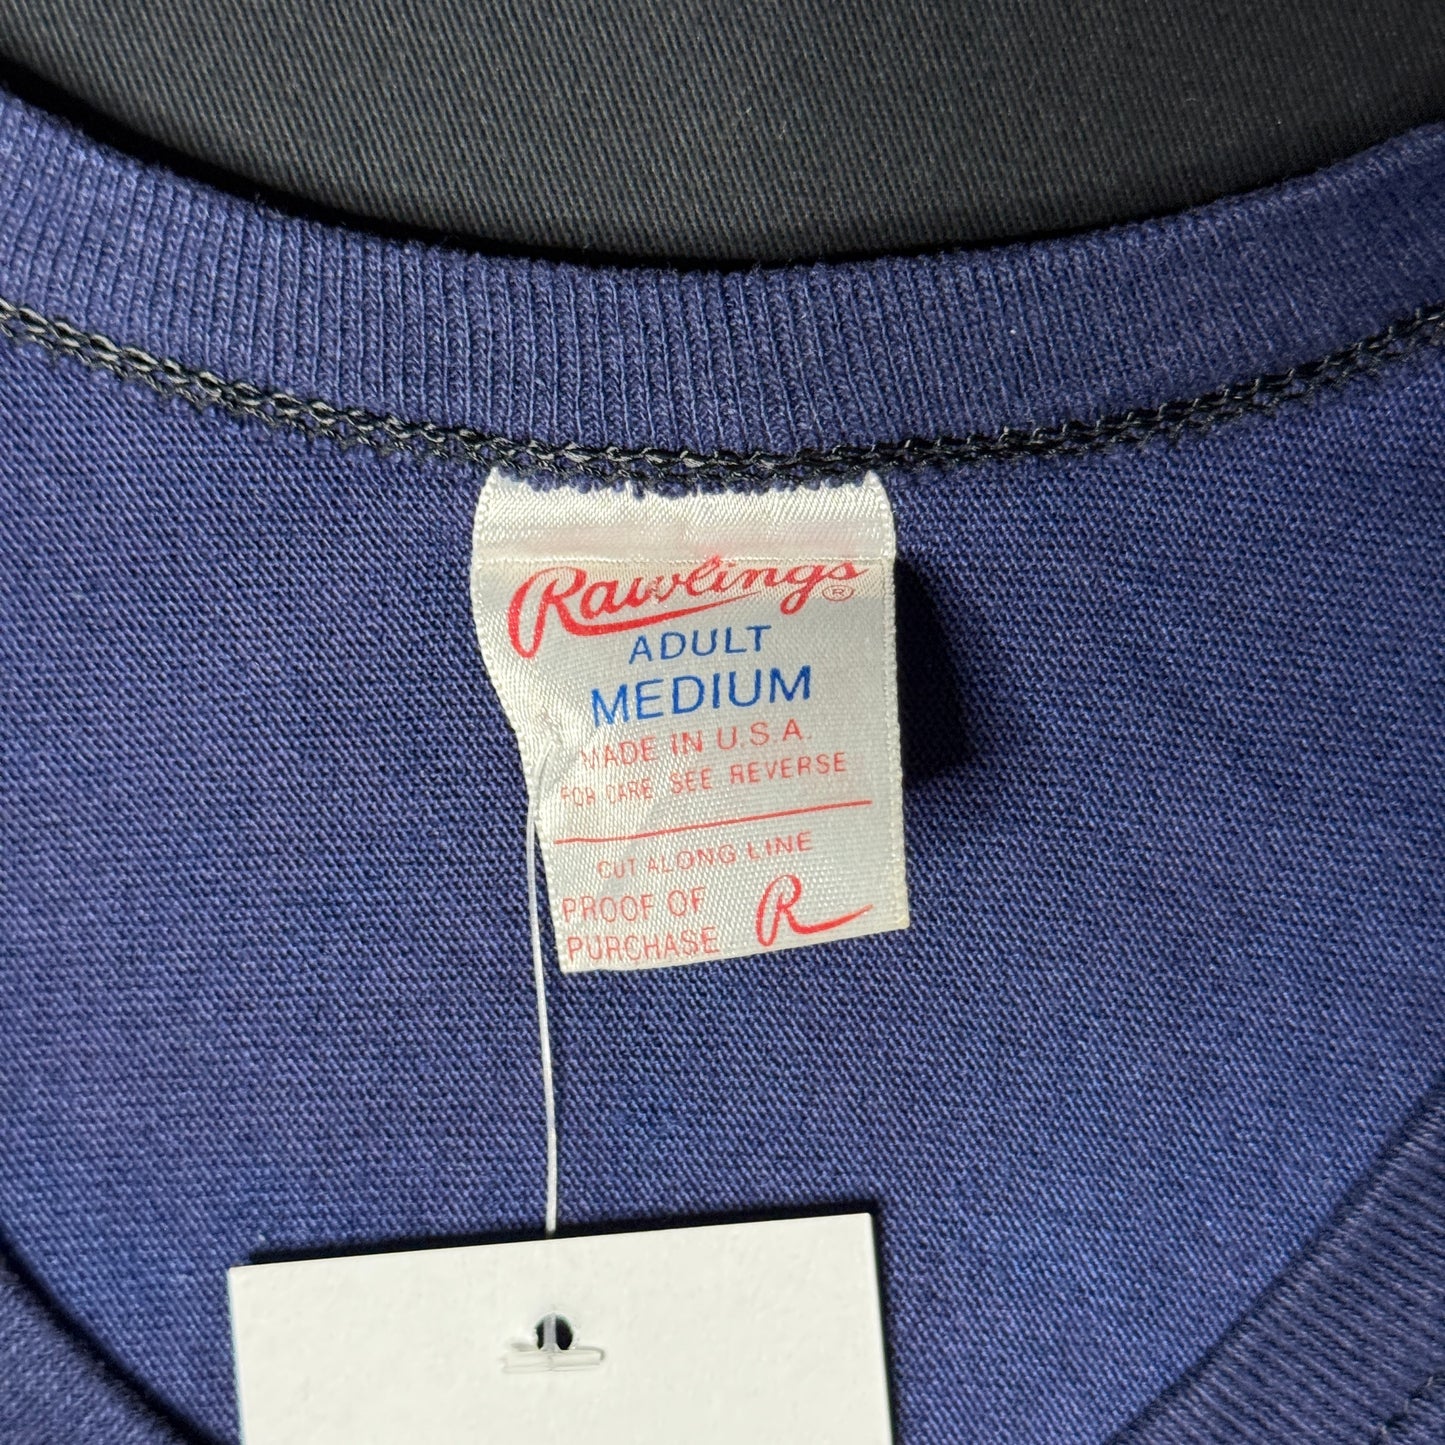 Rawlings®
ADULT
MEDIUM
MADE IN U.S.A.
FOR CARE SEE REVERSE
CUT ALONG LINE
PROOF OF
PURCHASE R